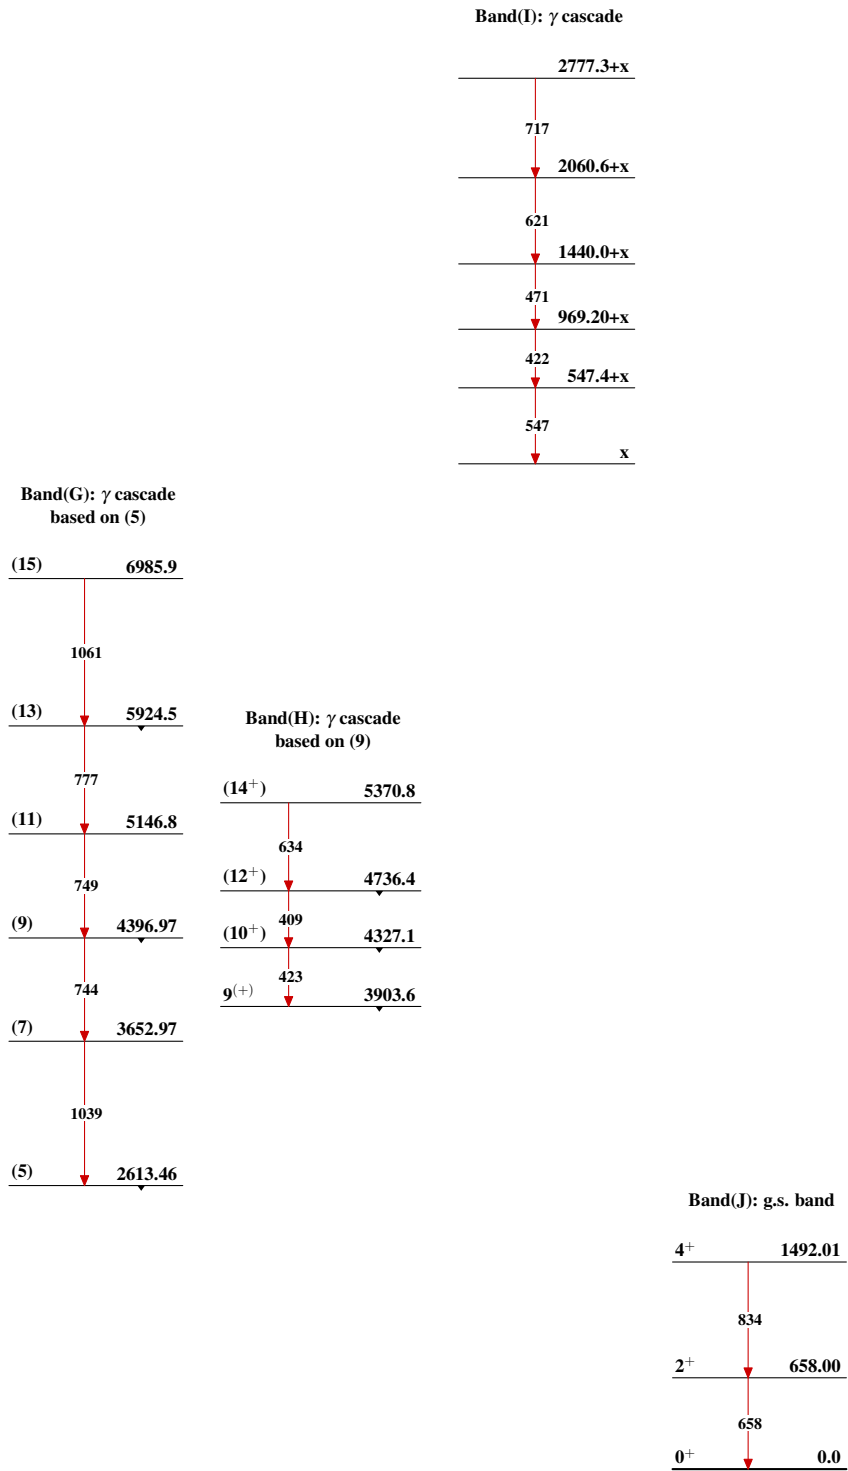 Band(I): γ cascade
2777.3+x
717
2060.6+x
621
1440.0+x
471
969.20+x
422
547.4+x
547
x
Band(G): γ cascade
based on (5)
(15) 6985.9
1061
(13) 5924.5
777
(11) 5146.8
749
(9) 4396.97
744
(7) 3652.97
1039
(5) 2613.46
Band(H): γ cascade
based on (9)
(14⁺) 5370.8
634
(12⁺) 4736.4
409
(10⁺) 4327.1
423
9⁽⁺⁾ 3903.6
Band(J): g.s. band
4⁺ 1492.01
834
2⁺ 658.00
658
0⁺ 0.0